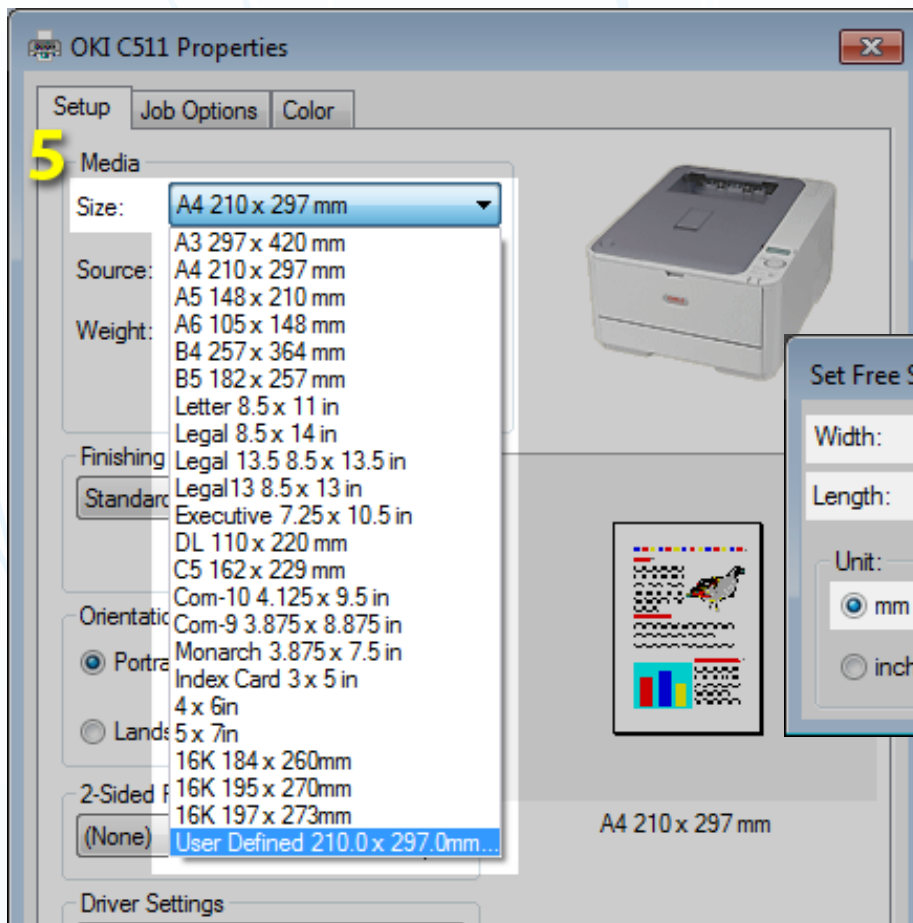 OKI C511 Properties
Setup Job Options Color
5
Media
Size: A4 210 x 297 mm
A3 297 x 420 mm
Source: A4 210 x 297 mm
A5 148 x 210 mm
Weight: A6 105 x 148 mm
B4 257 x 364 mm
B5 182 x 257 mm
Letter 8.5 x 11 in
Legal 8.5 x 14 in
Finishing Legal 13.5 8.5 x 13.5 in
Standard Legal13 8.5 x 13 in
Executive 7.25 x 10.5 in
DL 110 x 220 mm
C5 162 x 229 mm
Com-10 4.125 x 9.5 in
Orientatio Com-9 3.875 x 8.875 in
Portra Monarch 3.875 x 7.5 in
Index Card 3 x 5 in
4 x 6in
Lands 5 x 7in
16K 184 x 260mm
2-Sided 16K 195 x 270mm
16K 197 x 273mm
(None) User Defined 210.0 x 297.0mm...
Driver Settings
A4 210 x 297 mm
Set Free S
Width:
Length:
Unit:
mm
inch